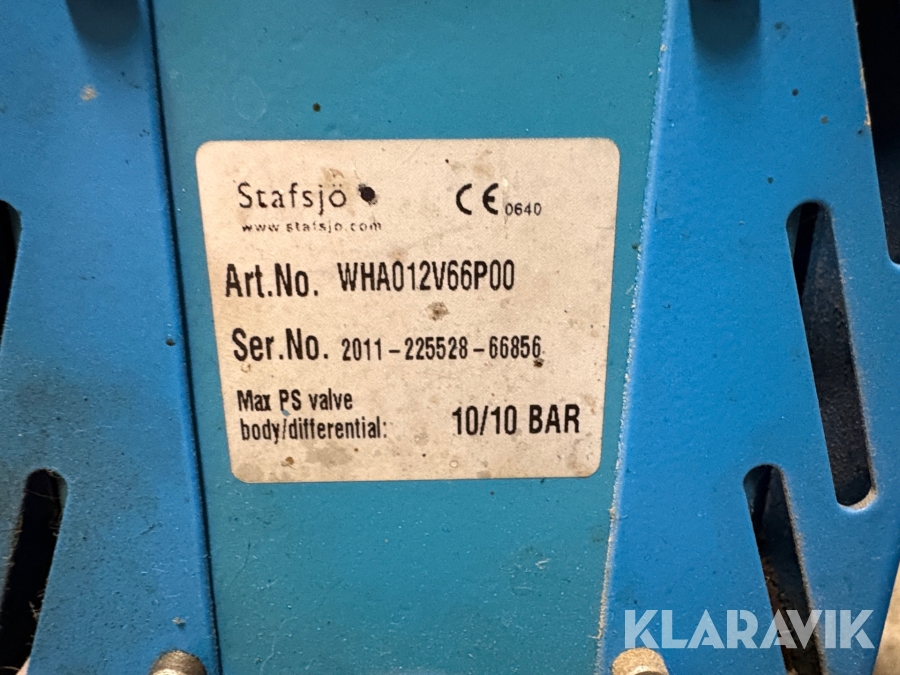 Stafsjö
CE 0640
www.stafsjo.com
Art.No. WHA012V66P00
Ser.No. 2011-225528-66856
Max PS valve
body/differential: 10/10 BAR
KLARAVIK